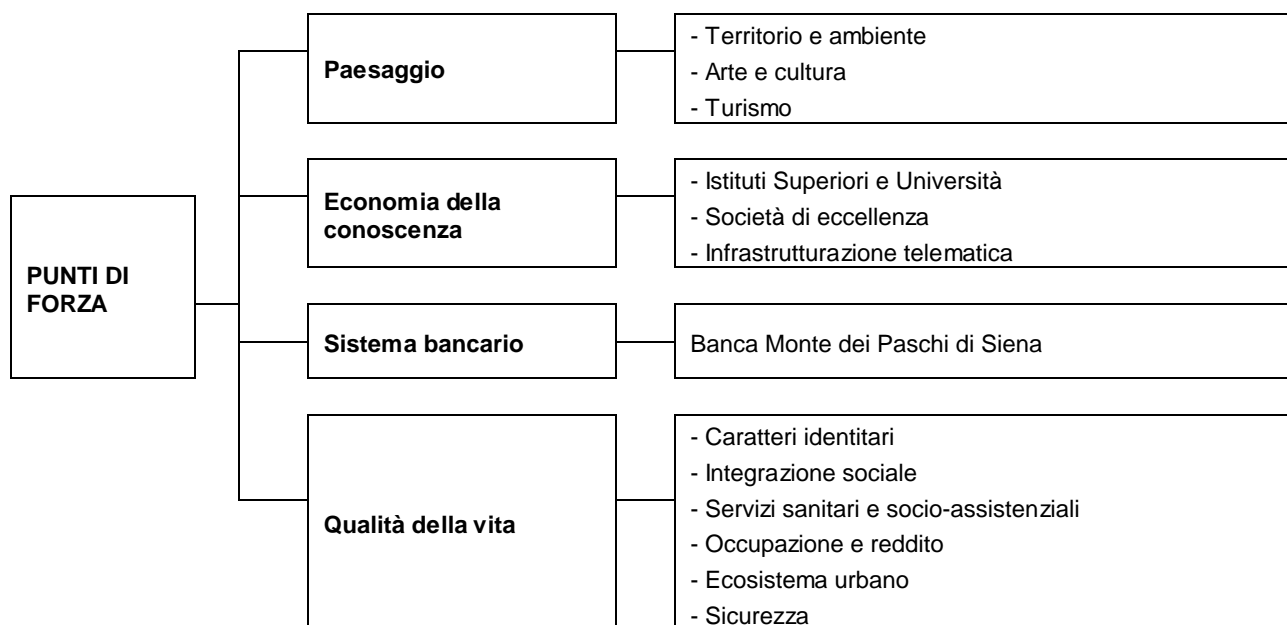 Paesaggio
- Territorio e ambiente
- Arte e cultura
- Turismo
PUNTI DI
FORZA
Economia della
conoscenza
- Istituti Superiori e Università
- Società di eccellenza
- Infrastrutturazione telematica
Sistema bancario
Banca Monte dei Paschi di Siena
Qualità della vita
- Caratteri identitari
- Integrazione sociale
- Servizi sanitari e socio-assistenziali
- Occupazione e reddito
- Ecosistema urbano
- Sicurezza